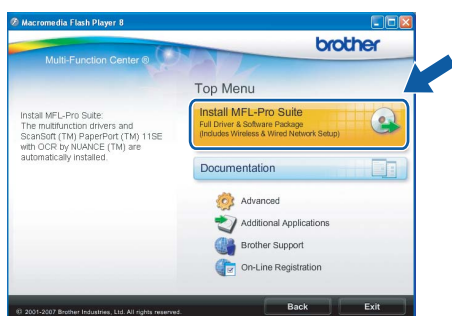 Macromedia Flash Player 8
brother
Multi-Function Center ®
Top Menu
Install MFL-Pro Suite:
The multifunction drivers and
ScanSoft (TM) PaperPort (TM) 11SE
with OCR by NUANCE (TM) are
automatically installed.
Install MFL-Pro Suite
Full Driver & Software Package
(Includes Wireless & Wired Network Setup)
Documentation
Advanced
Additional Applications
Brother Support
On-Line Registration
© 2001-2007 Brother Industries, Ltd. All rights reserved.
Back
Exit